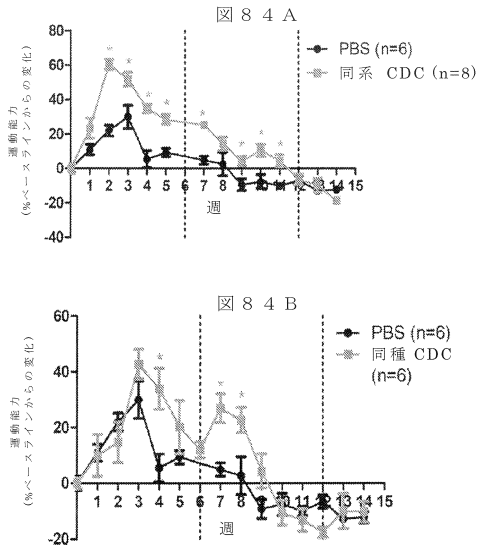 図８４A
運動能力
(%ベースラインからの変化)
80
60
40
20
0
-20
-40
* * * * * * * * *
1 2 3 4 5 6 7 8 9 10 11 12 13 14 15
週
PBS (n=6)
同系 CDC (n=8)
図８４B
運動能力
(%ベースラインからの変化)
60
40
20
0
-20
* * *
1 2 3 4 5 6 7 8 9 10 11 12 13 14 15
週
PBS (n=6)
同種 CDC
(n=6)